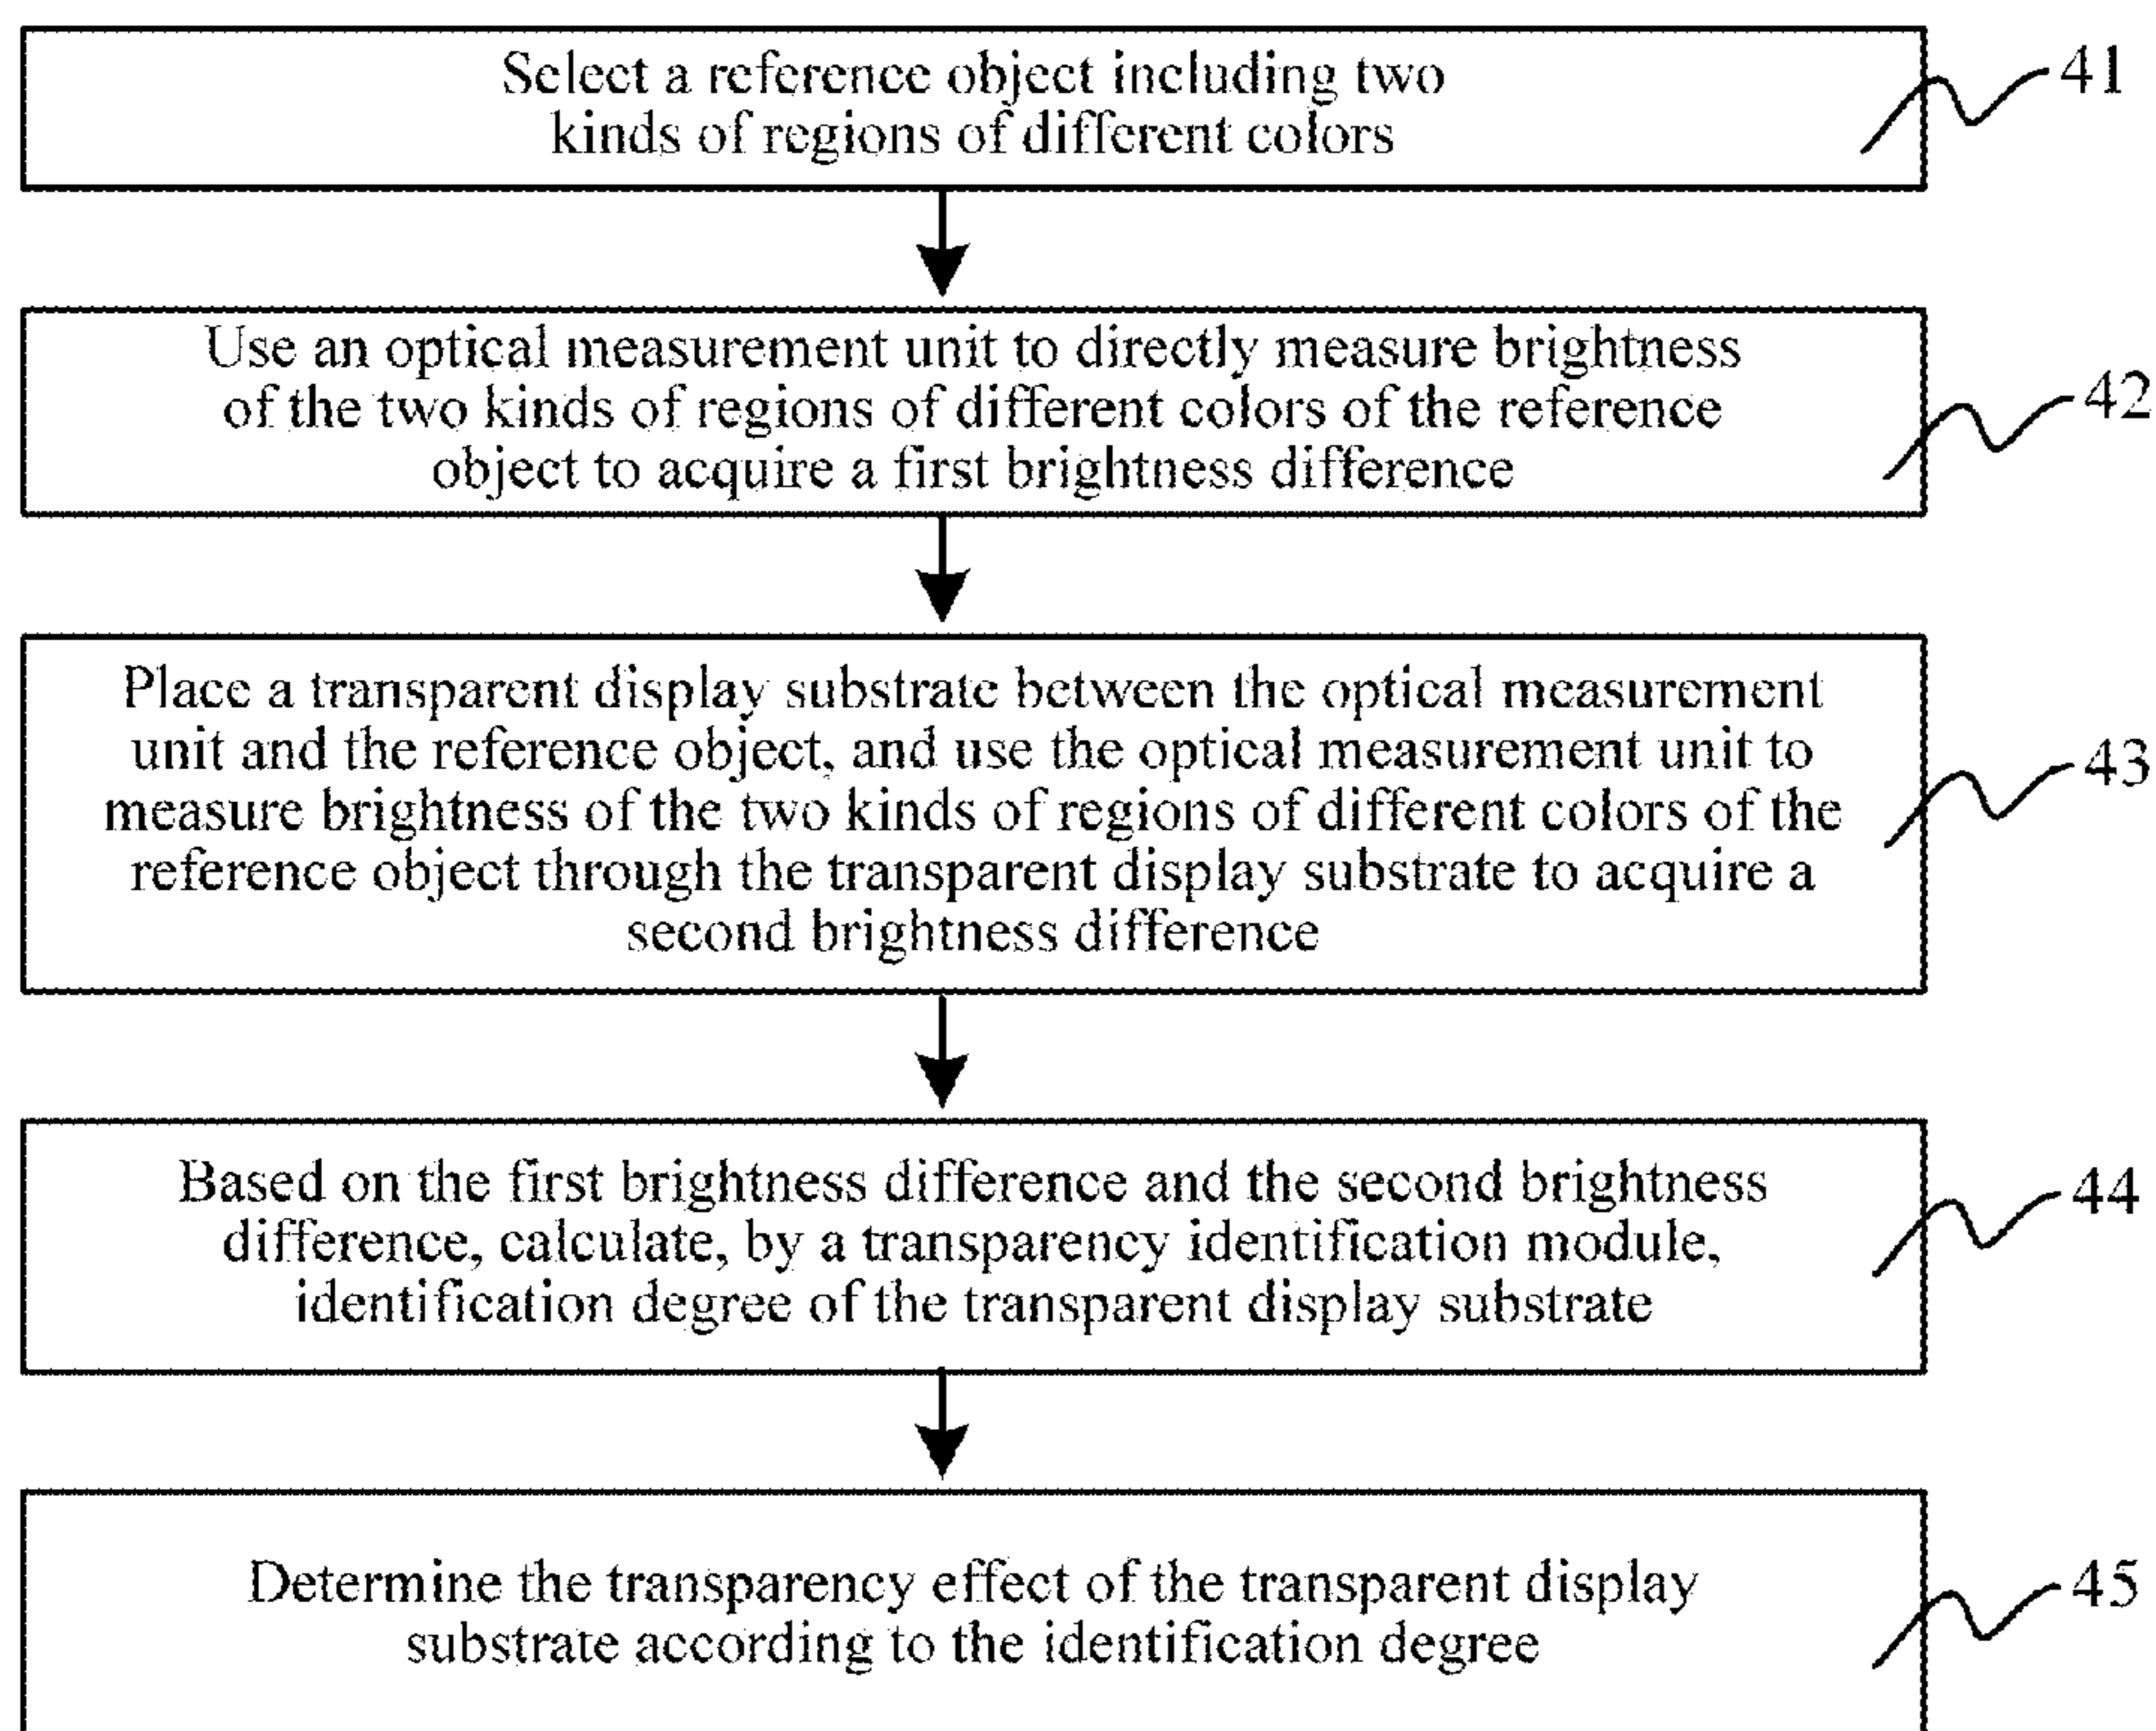 Select a reference object including two
kinds of regions of different colors
41
Use an optical measurement unit to directly measure brightness
of the two kinds of regions of different colors of the reference
object to acquire a first brightness difference
42
Place a transparent display substrate between the optical measurement
unit and the reference object, and use the optical measurement unit to
measure brightness of the two kinds of regions of different colors of the
reference object through the transparent display substrate to acquire a
second brightness difference
43
Based on the first brightness difference and the second brightness
difference, calculate, by a transparency identification module,
identification degree of the transparent display substrate
44
Determine the transparency effect of the transparent display
substrate according to the identification degree
45